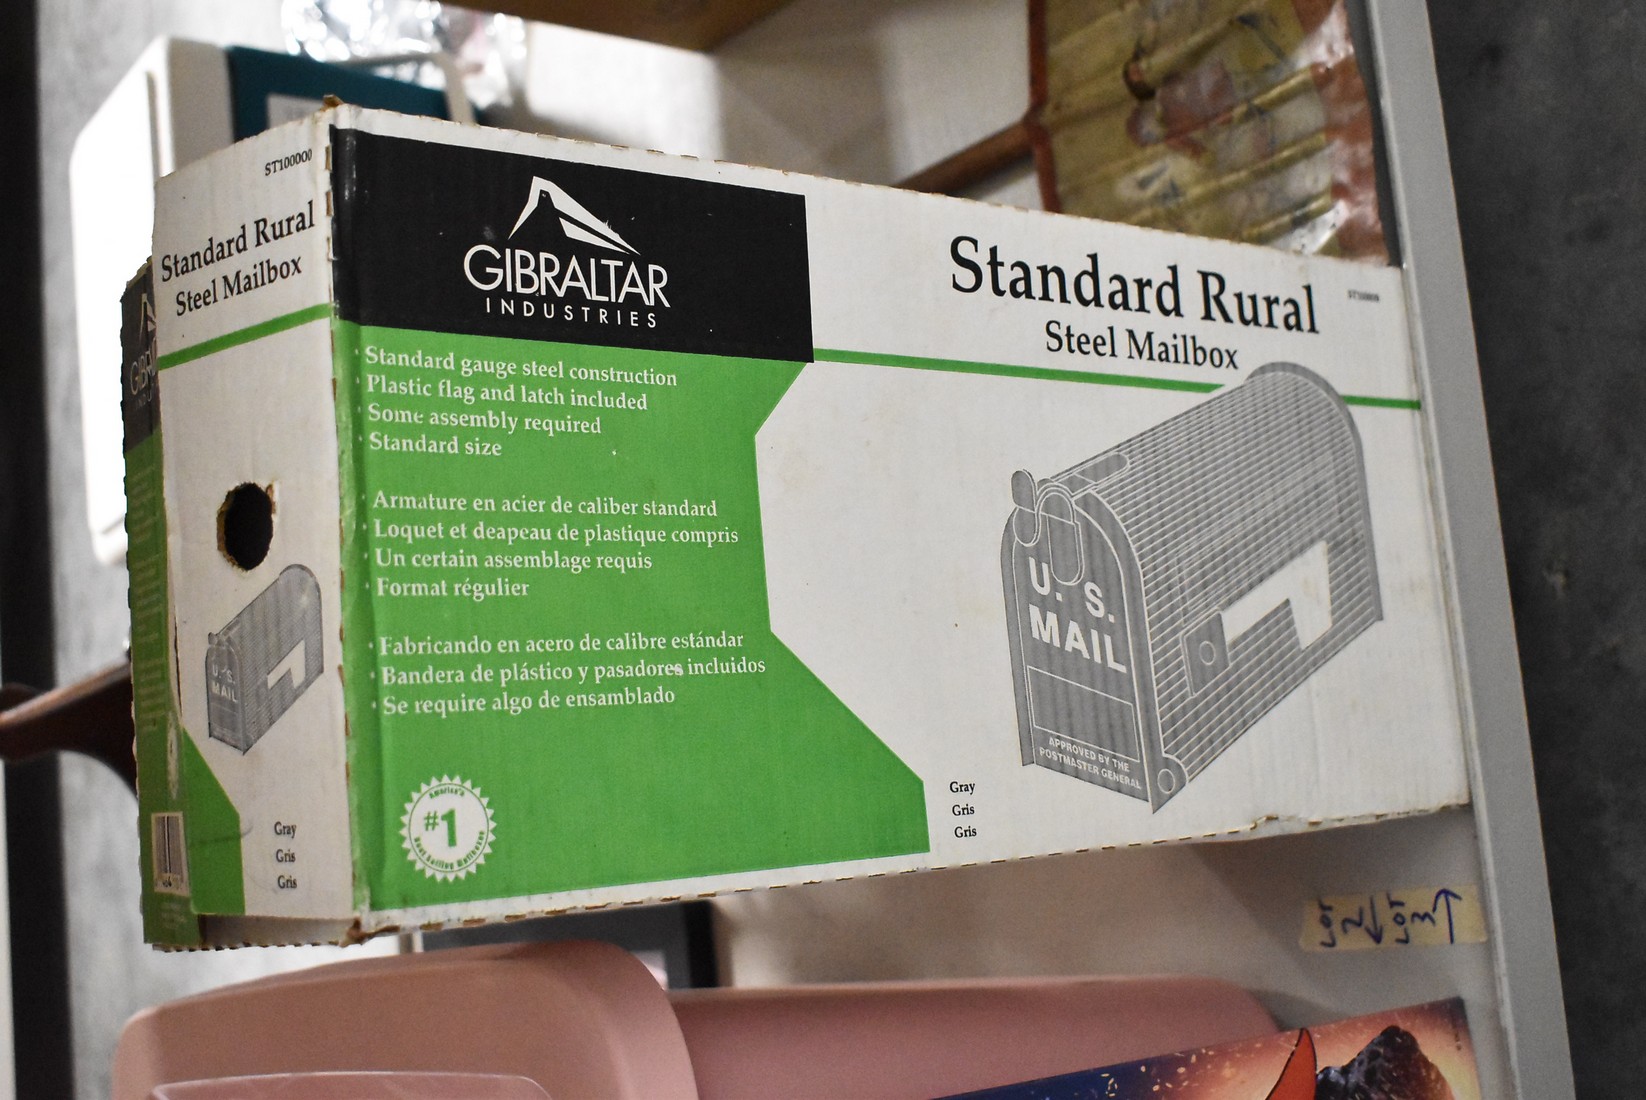 ST100000
Standard Rural
Steel Mailbox
U.S.
MAIL
Gray
Gris
Gris
GIBRALTAR
INDUSTRIES
· Standard gauge steel construction
· Plastic flag and latch included
· Some assembly required
· Standard size
· Armature en acier de caliber standard
· Loquet et deapeau de plastique compris
· Un certain assemblage requis
· Format régulier
· Fabricando en acero de calibre estándar
· Bandera de plástico y pasadores incluidos
· Se require algo de ensamblado
America's
#1
Best Selling Mailboxes
Standard Rural
Steel Mailbox
U. S.
MAIL
APPROVED BY THE
POSTMASTER GENERAL
Gray
Gris
Gris
Lot
2↓
Lot
3↑